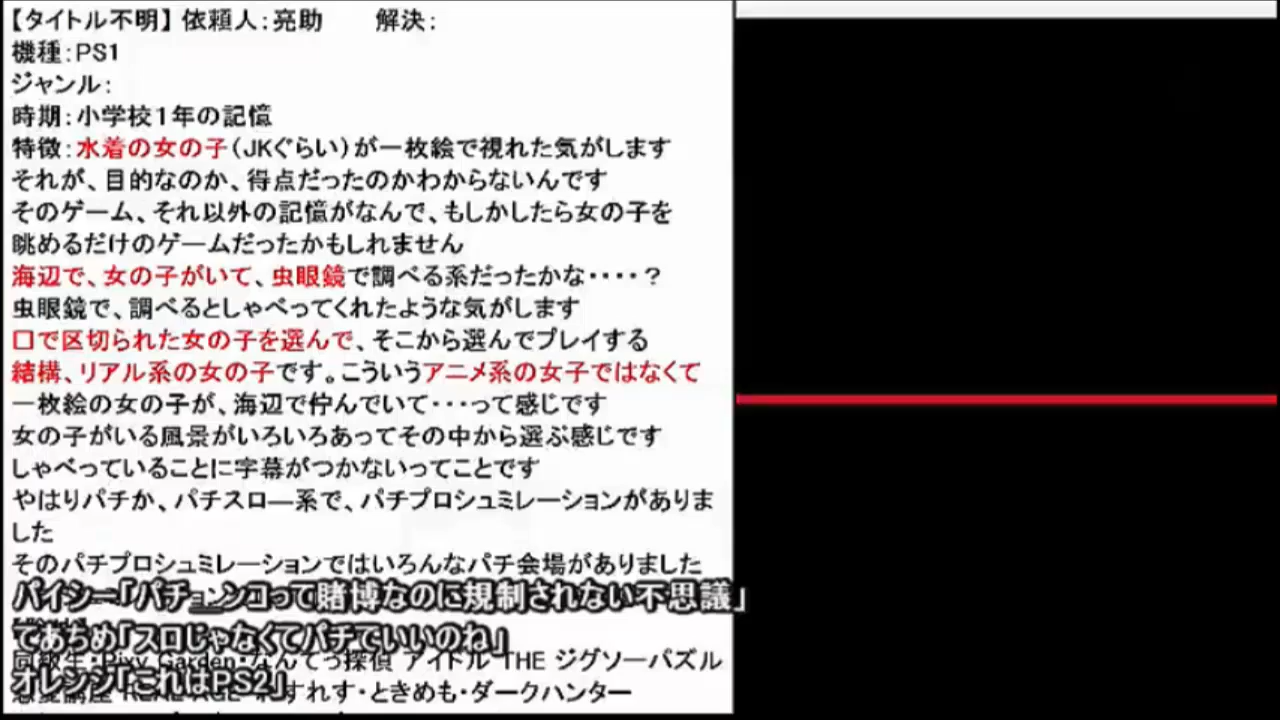 【タイトル不明】 依頼人：亮助　　解決：
機種：PS1
ジャンル：
時期：小学校１年の記憶
特徴：水着の女の子（JKぐらい）が一枚絵で視れた気がします
それが、目的なのか、得点だったのかわからないんです
そのゲーム、それ以外の記憶がなんで、もしかしたら女の子を
眺めるだけのゲームだったかもしれません
海辺で、女の子がいて、虫眼鏡で調べる系だったかな・・・・？
虫眼鏡で、調べるとしゃべってくれたような気がします
口で区切られた女の子を選んで、そこから選んでプレイする
結構、リアル系の女の子です。こういうアニメ系の女子ではなくて
一枚絵の女の子が、海辺で佇んでいて・・・って感じです
女の子がいる風景がいろいろあってその中から選ぶ感じです
しゃべっていることに字幕がつかないってことです
やはりパチか、パチスロ―系で、パチプロシュミレーションがありま
した
そのパチプロシュミレーションではいろんなパチ会場がありました
パイシー「パチョンコって賭博なのに規制されない不思議」
てあちめ「スロじゃなくてパチでいいのね」
同級生・Pixy Garden・なんてっ探偵 アイドル THE ジグソーパズル
オレンジ「これはPS2」
ときめも・ダークハンター